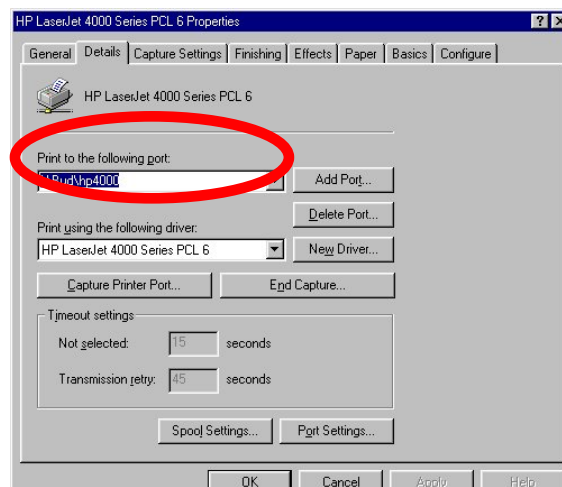 HP LaserJet 4000 Series PCL 6 Properties
General Details Capture Settings Finishing Effects Paper Basics Configure
HP LaserJet 4000 Series PCL 6
Print to the following port:
\\Bud\hp4000
Add Port...
Delete Port...
Print using the following driver:
HP LaserJet 4000 Series PCL 6
New Driver...
Capture Printer Port... End Capture...
Timeout settings
Not selected: 15 seconds
Transmission retry: 45 seconds
Spool Settings... Port Settings...
OK Cancel Apply Help